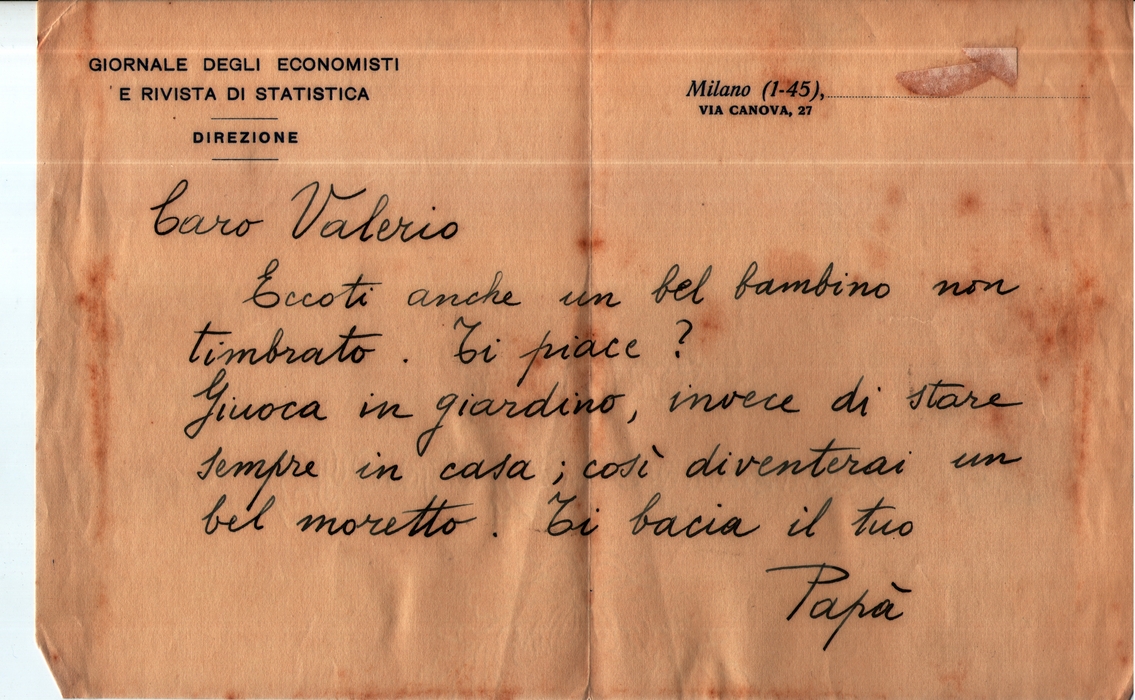 GIORNALE DEGLI ECONOMISTI
E RIVISTA DI STATISTICA
DIREZIONE
Milano (1-45),
VIA CANOVA, 27
Caro Valerio
Eccoti anche un bel bambino non
timbrato. Ti piace?
Giuoca in giardino, invece di stare
sempre in casa; così diventerai un
bel moretto. Ti bacia il tuo
Papà